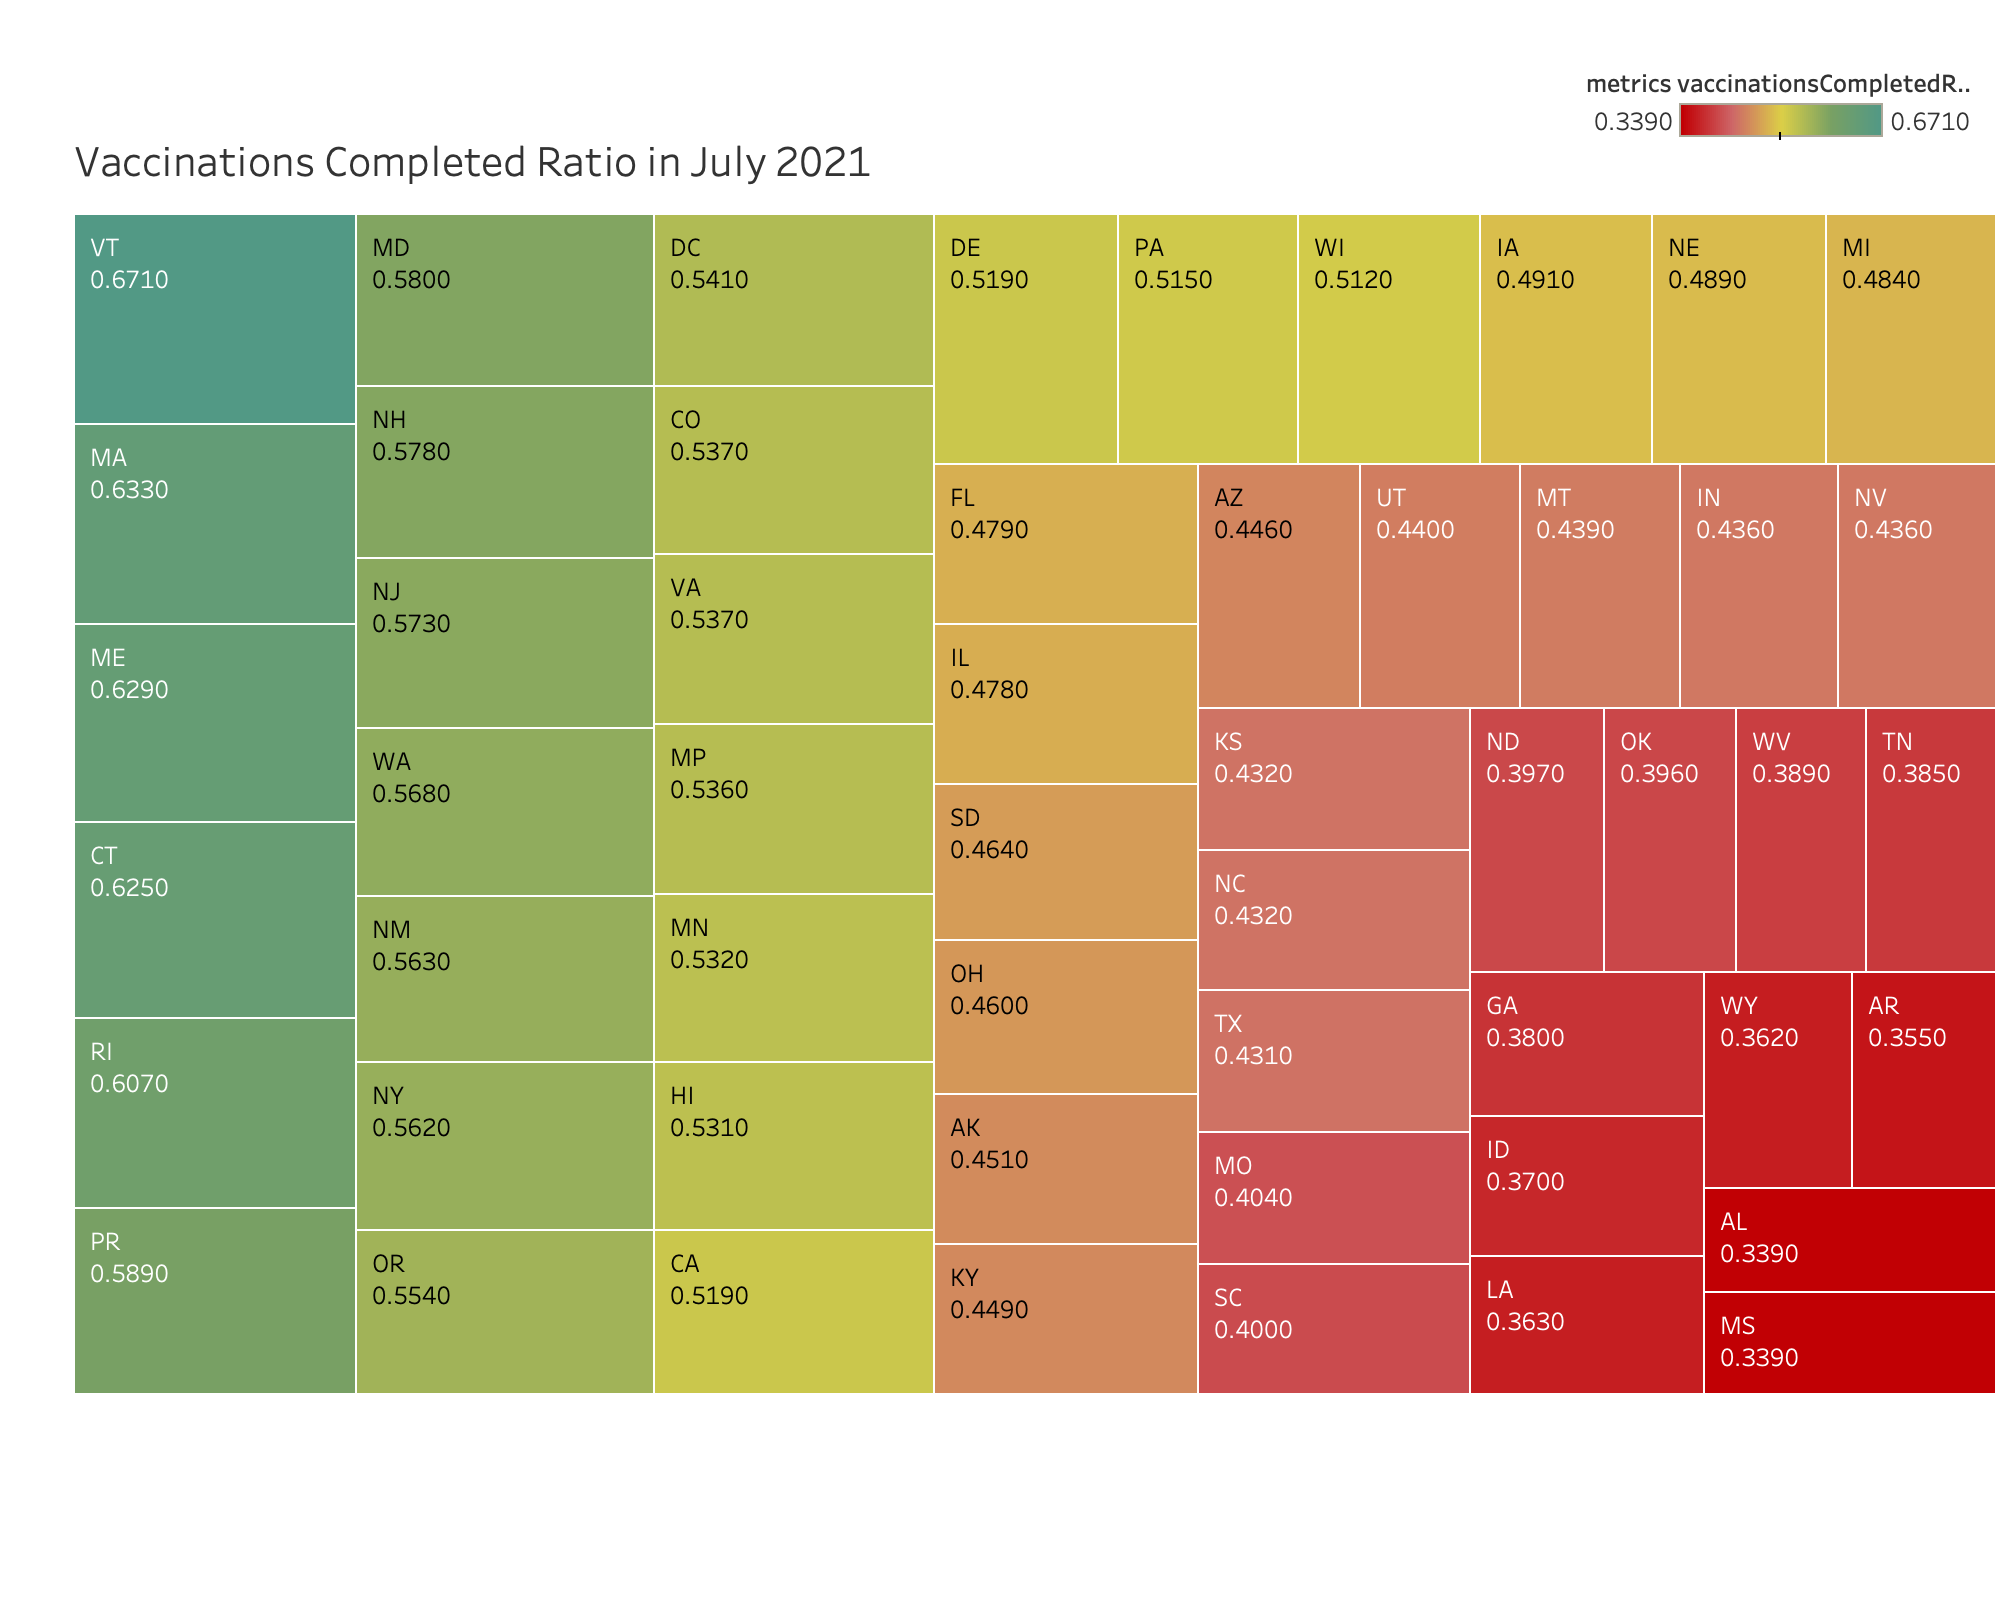 metrics vaccinationsCompletedR..
0.3390 0.6710
Vaccinations Completed Ratio in July 2021
VT
0.6710
MA
0.6330
ME
0.6290
CT
0.6250
RI
0.6070
PR
0.5890
MD
0.5800
NH
0.5780
NJ
0.5730
WA
0.5680
NM
0.5630
NY
0.5620
OR
0.5540
DC
0.5410
CO
0.5370
VA
0.5370
MP
0.5360
MN
0.5320
HI
0.5310
CA
0.5190
DE
0.5190
PA
0.5150
WI
0.5120
IA
0.4910
NE
0.4890
MI
0.4840
FL
0.4790
IL
0.4780
SD
0.4640
OH
0.4600
AK
0.4510
KY
0.4490
AZ
0.4460
UT
0.4400
MT
0.4390
IN
0.4360
NV
0.4360
KS
0.4320
NC
0.4320
TX
0.4310
MO
0.4040
SC
0.4000
ND
0.3970
OK
0.3960
WV
0.3890
TN
0.3850
GA
0.3800
ID
0.3700
LA
0.3630
WY
0.3620
AR
0.3550
AL
0.3390
MS
0.3390